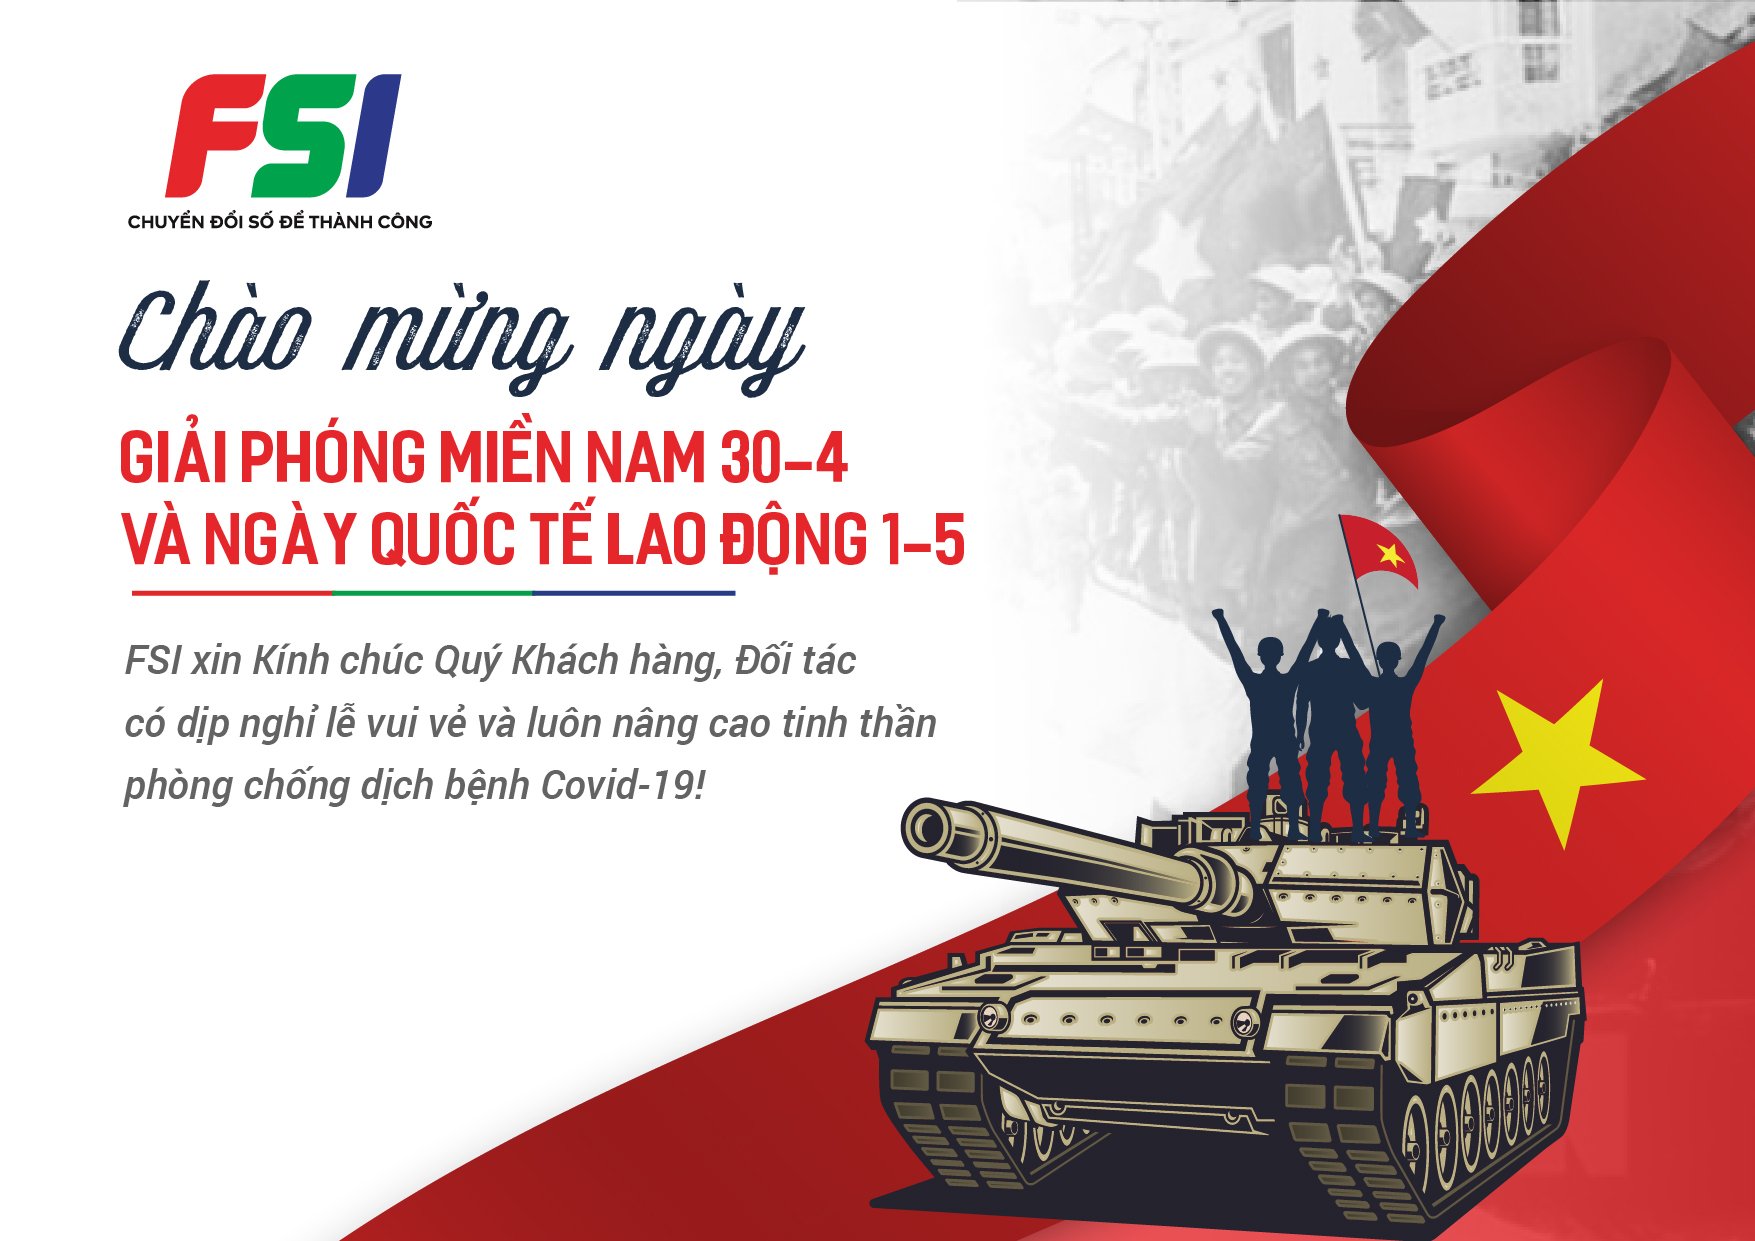 FSI
CHUYỂN ĐỔI SỐ ĐỂ THÀNH CÔNG
Chào mừng ngày
GIẢI PHÓNG MIỀN NAM 30-4
VÀ NGÀY QUỐC TẾ LAO ĐỘNG 1-5
FSI xin Kính chúc Quý Khách hàng, Đối tác
có dịp nghỉ lễ vui vẻ và luôn nâng cao tinh thần
phòng chống dịch bệnh Covid-19!